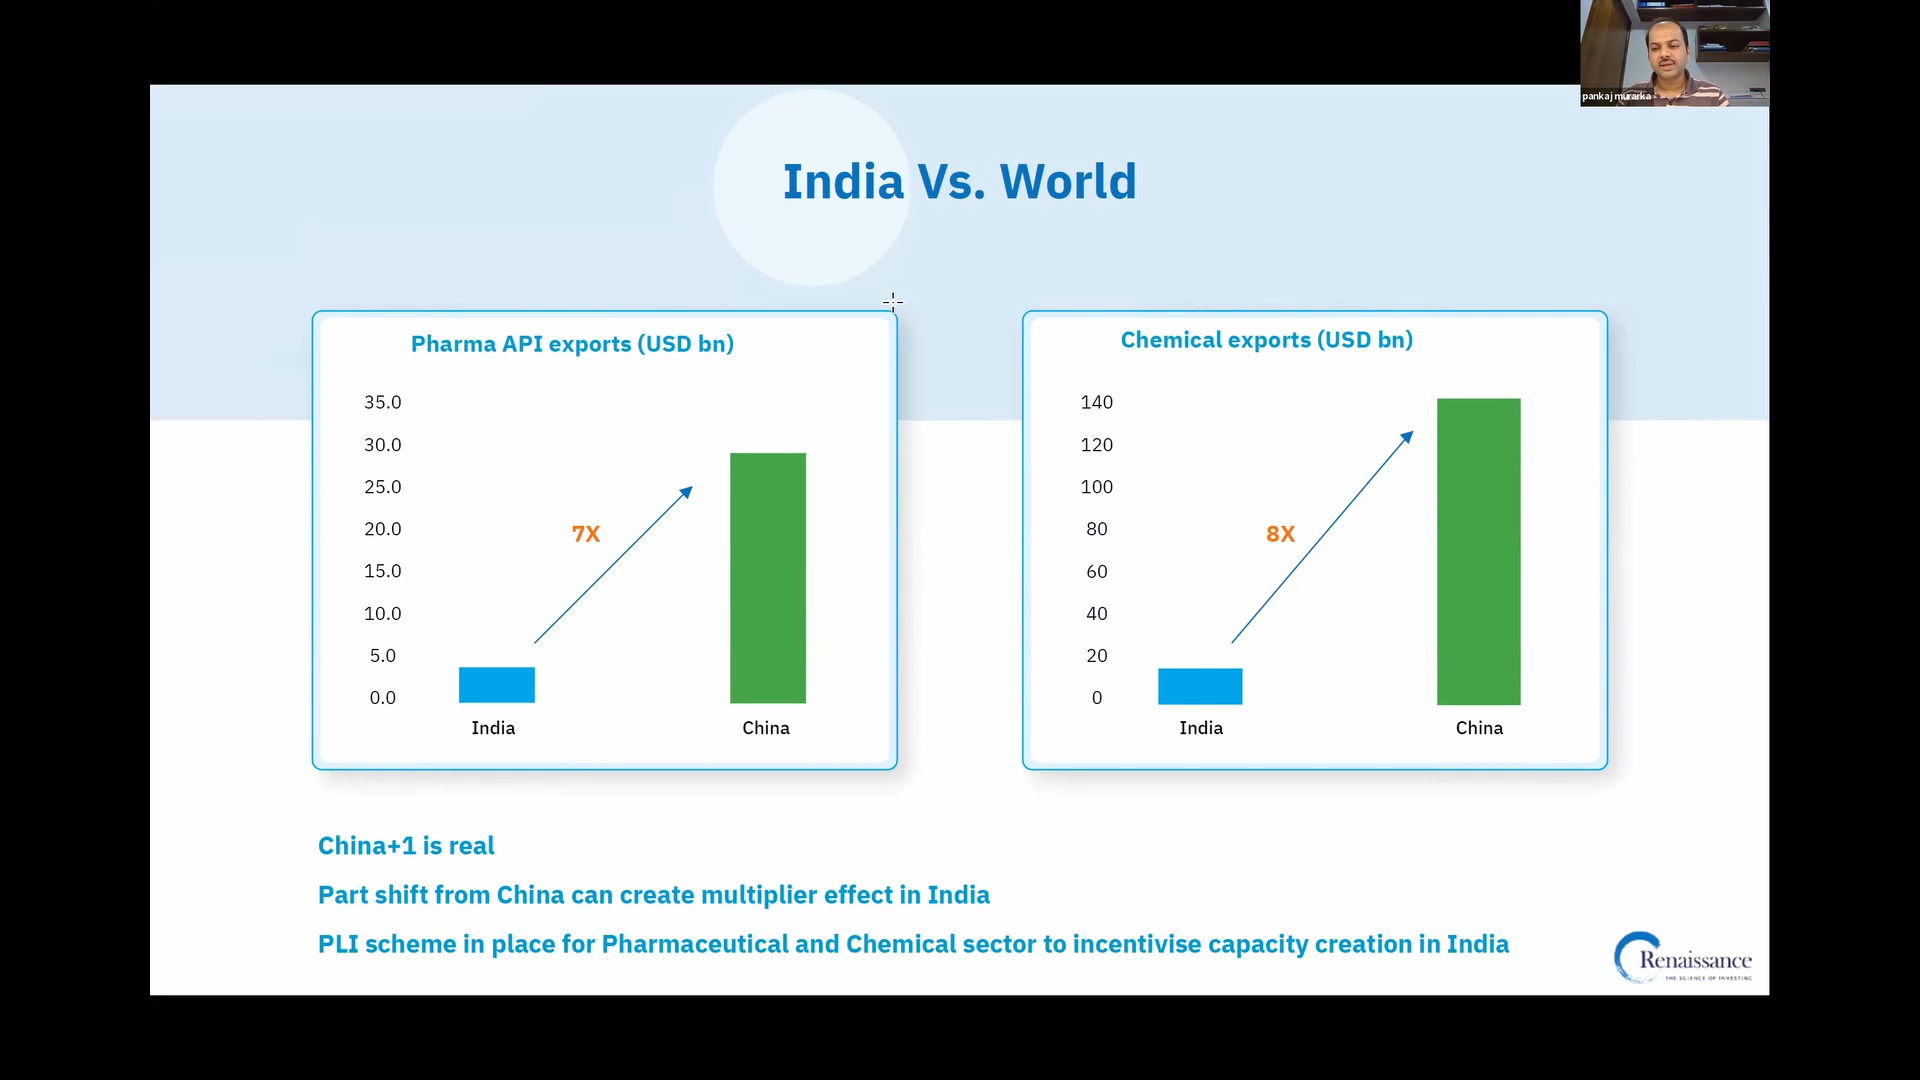 pankaj murarka
India Vs. World
Pharma API exports (USD bn)
35.0
30.0
25.0
20.0
15.0
10.0
5.0
0.0
7X
India
China
Chemical exports (USD bn)
140
120
100
80
60
40
20
0
8X
India
China
China+1 is real
Part shift from China can create multiplier effect in India
PLI scheme in place for Pharmaceutical and Chemical sector to incentivise capacity creation in India
Renaissance
THE SCIENCE OF INVESTING